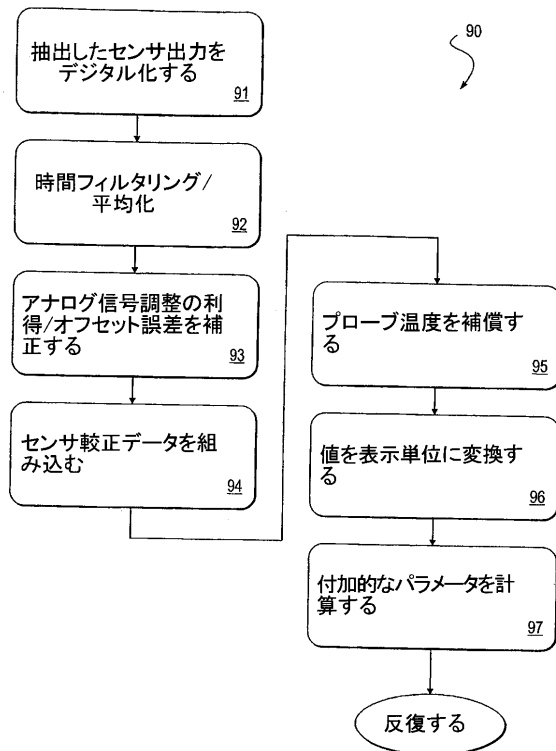 90
抽出したセンサ出力を
デジタル化する
91
時間フィルタリング/
平均化
92
アナログ信号調整の利
得/オフセット誤差を補
正する
93
センサ較正データを組
み込む
94
プローブ温度を補償す
る
95
値を表示単位に変換す
る
96
付加的なパラメータを計
算する
97
反復する